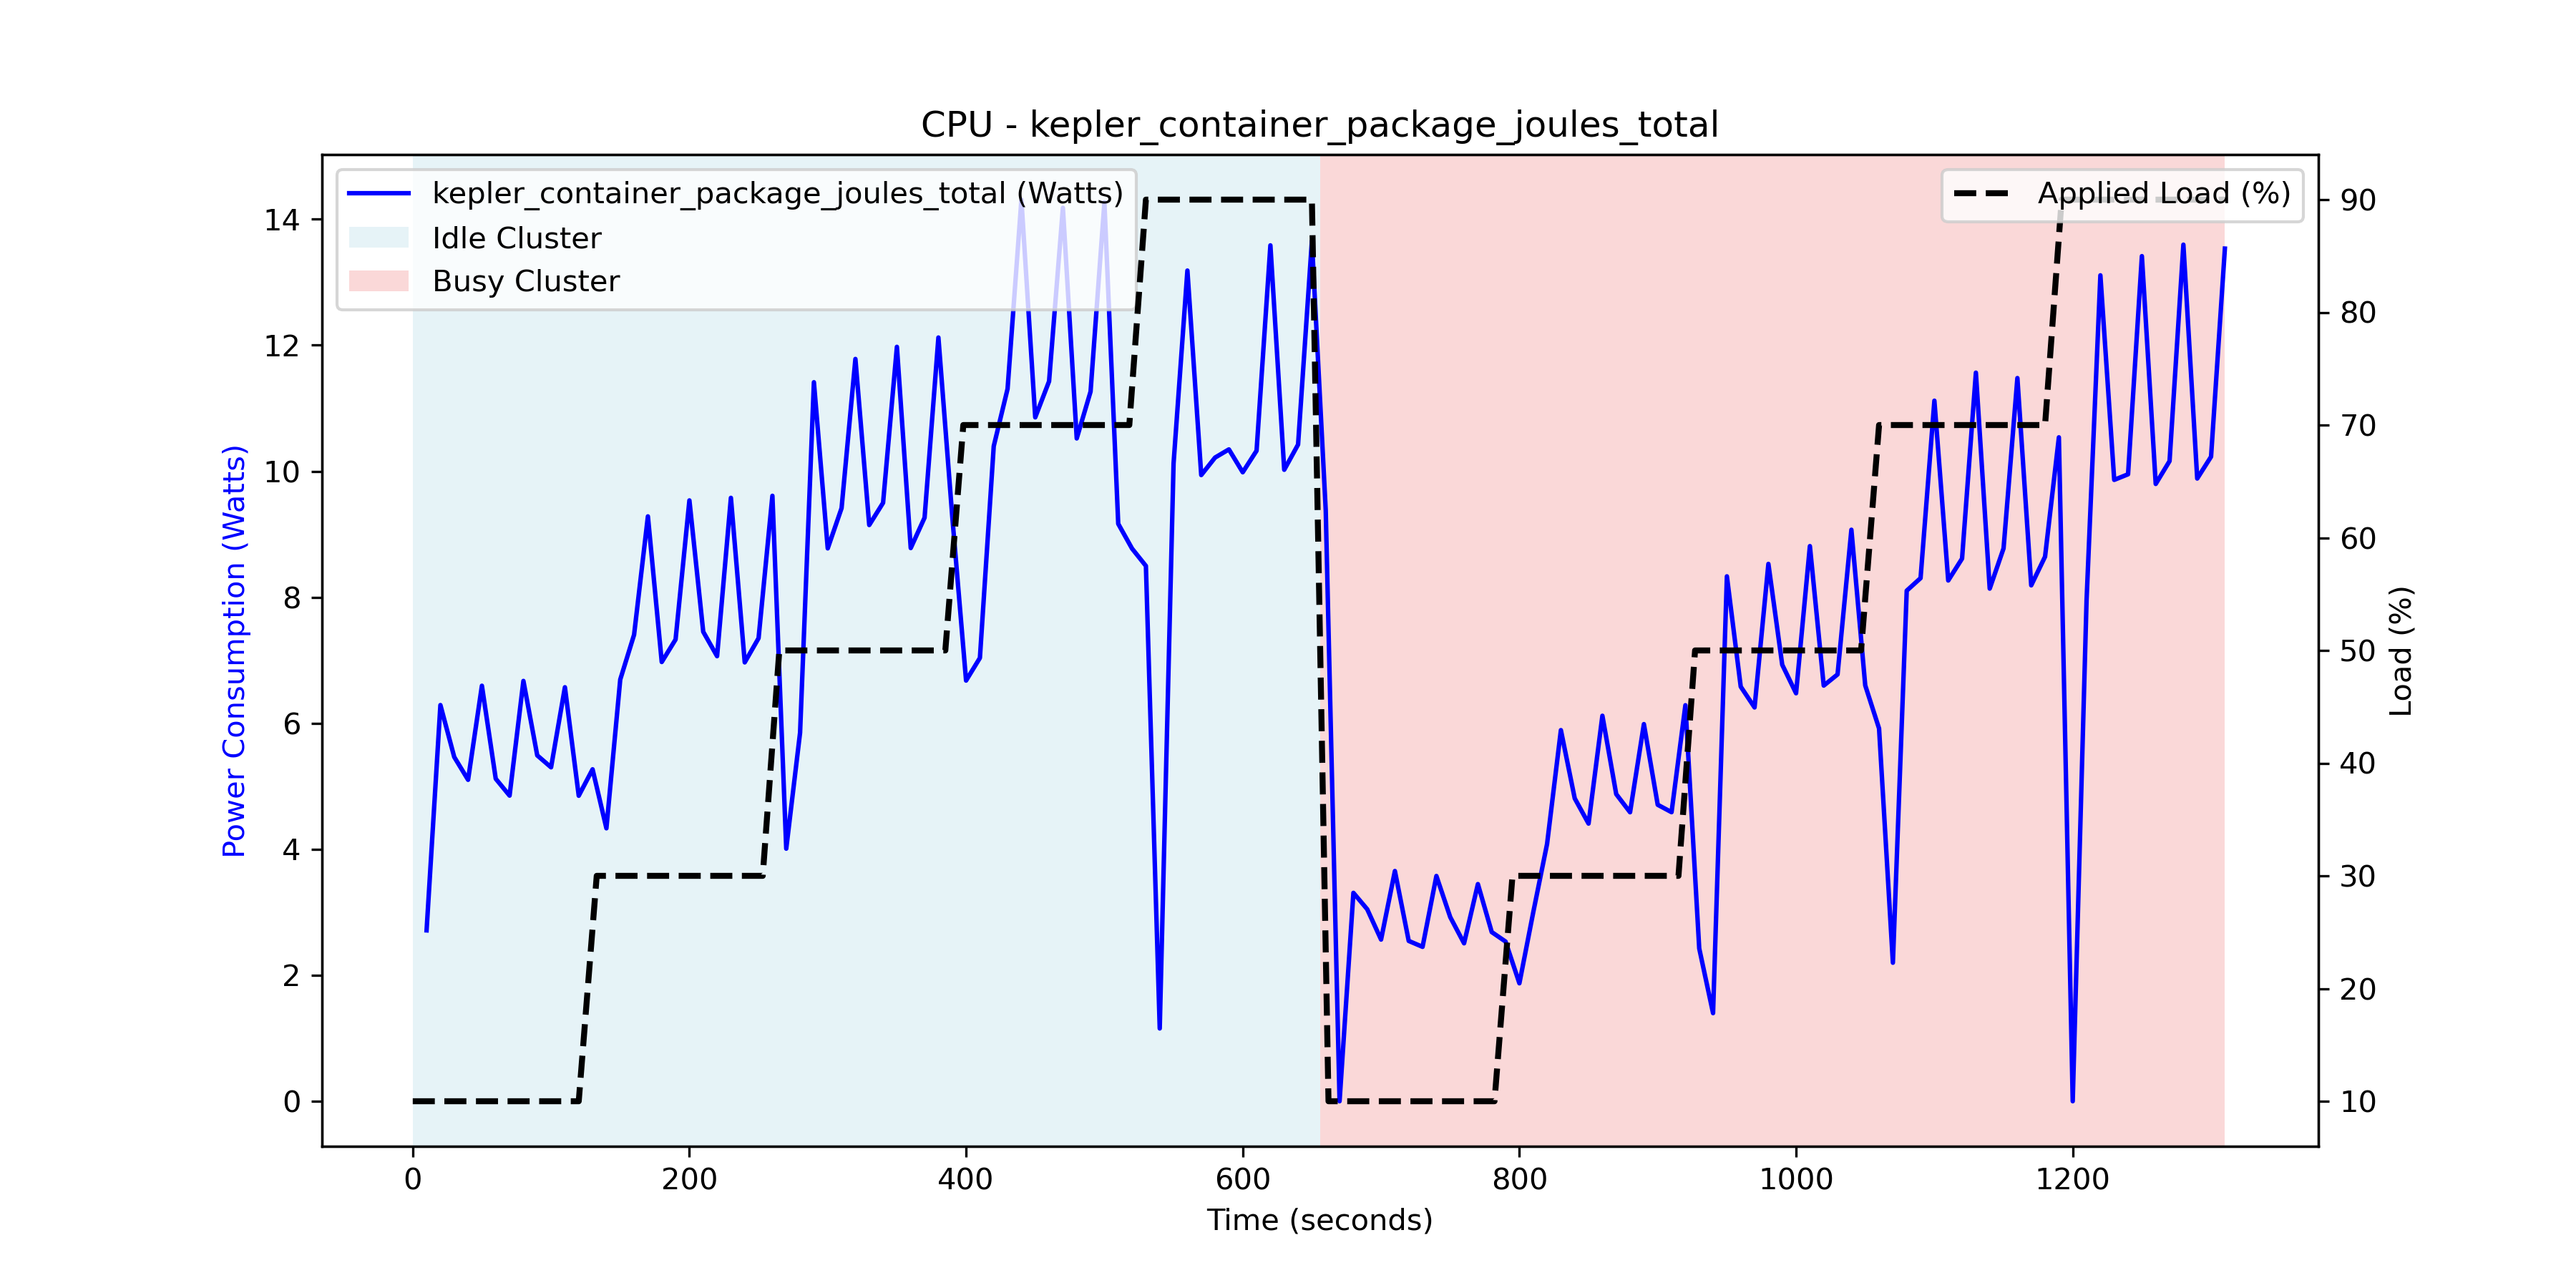 CPU - kepler_container_package_joules_total
kepler_container_package_joules_total (Watts)
Idle Cluster
Busy Cluster
Applied Load (%)
Power Consumption (Watts)
14
12
10
8
6
4
2
0
90
80
70
60
50
40
30
20
10
Load (%)
0 200 400 600 800 1000 1200
Time (seconds)